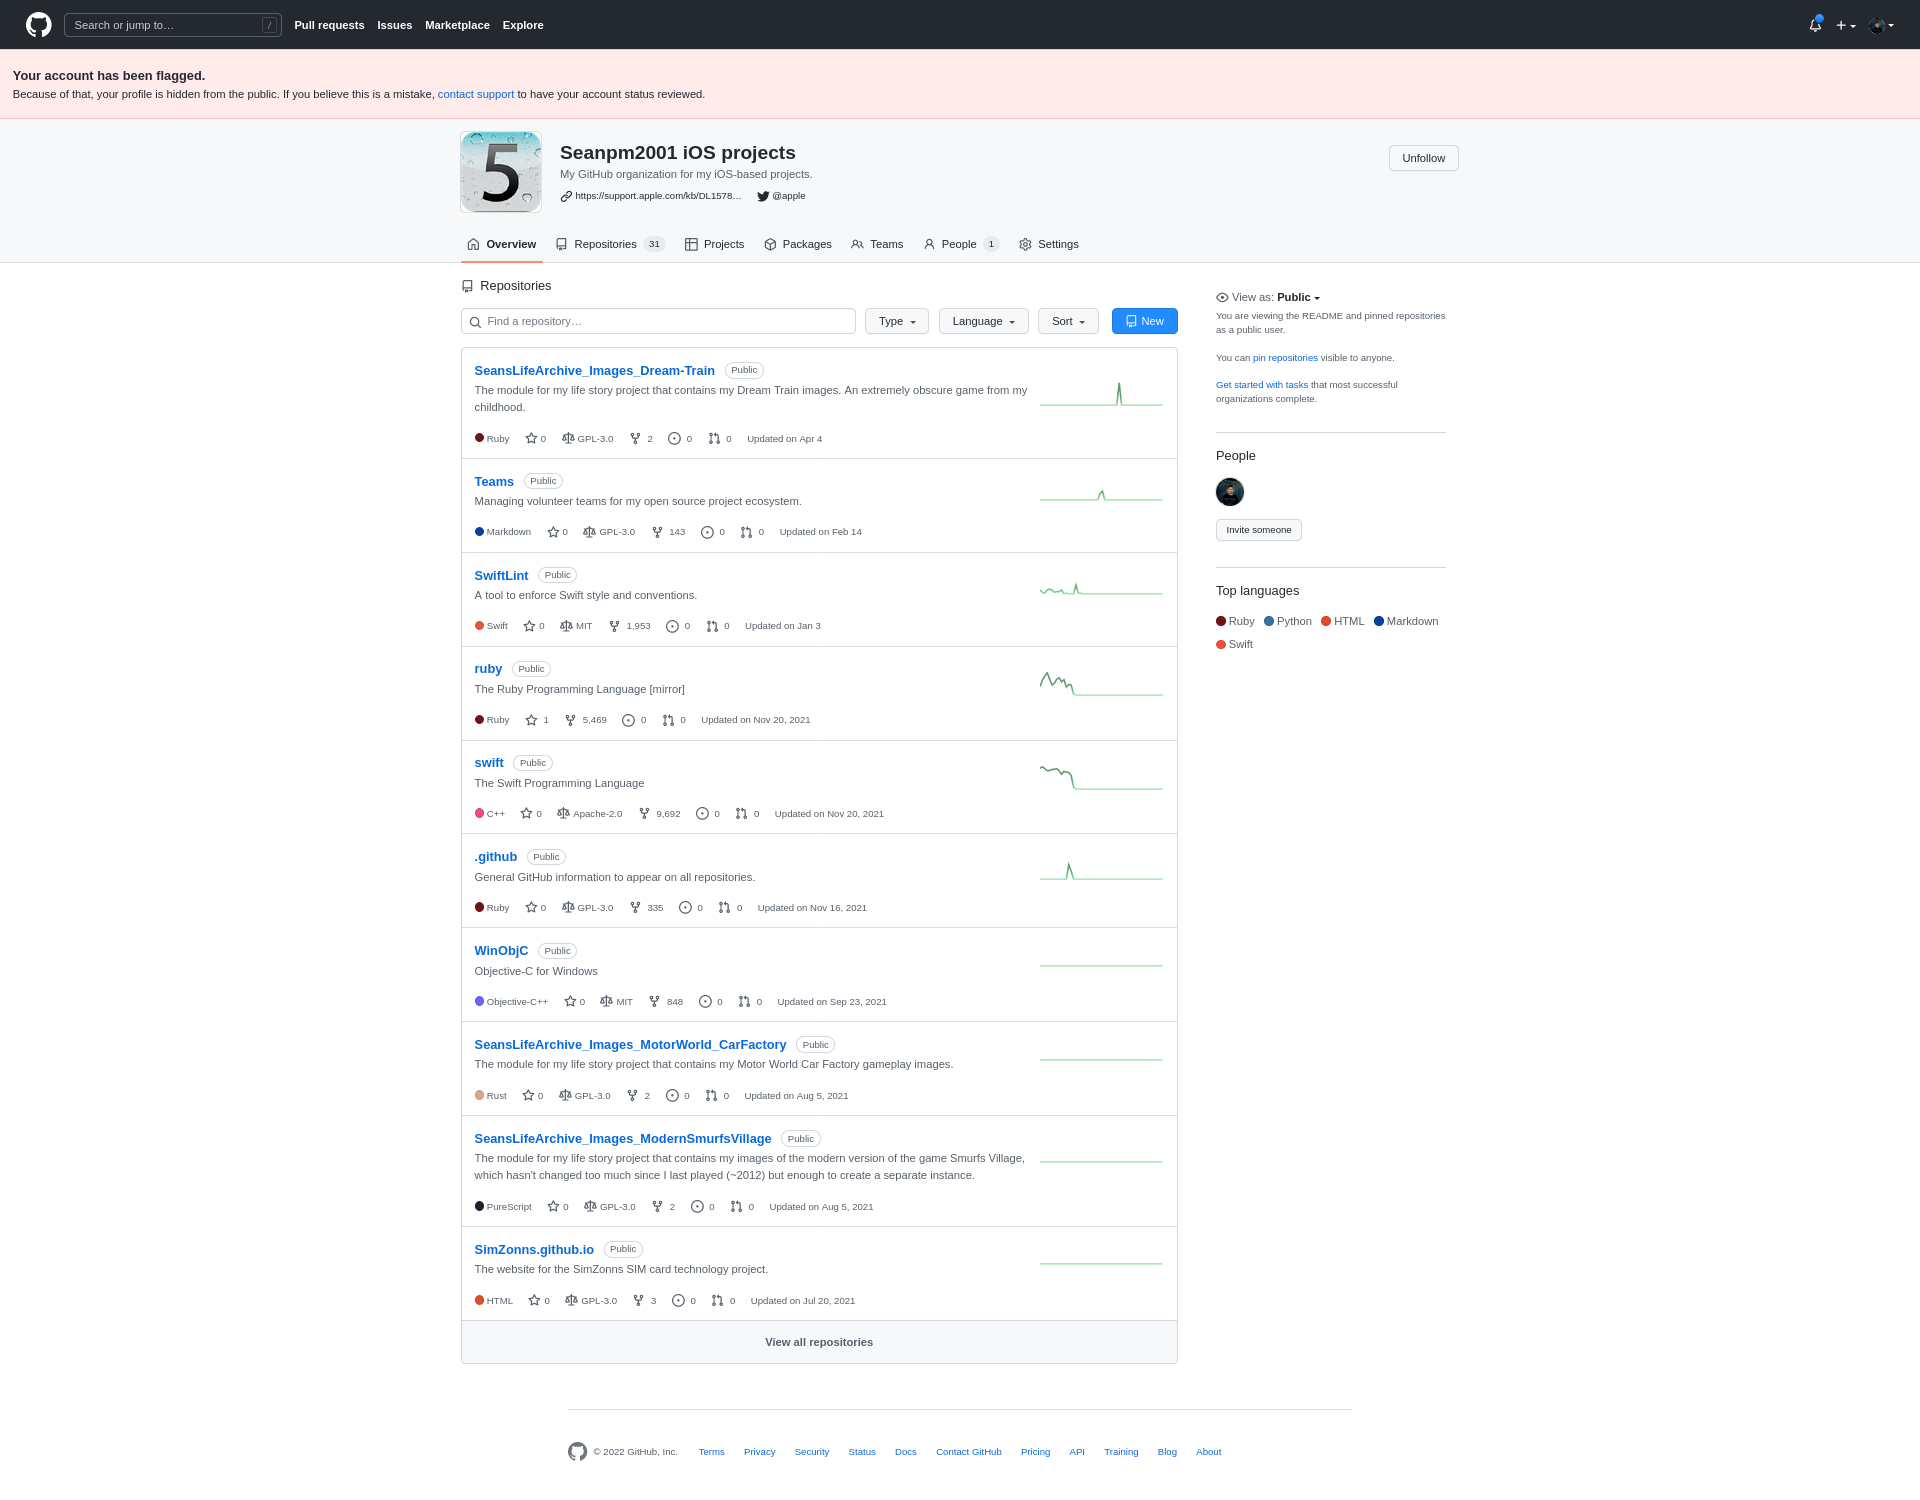 Search or jump to…
/
Pull requests Issues Marketplace Explore
Your account has been flagged.
Because of that, your profile is hidden from the public. If you believe this is a mistake, contact support to have your account status reviewed.
5
Seanpm2001 iOS projects
My GitHub organization for my iOS-based projects.
https://support.apple.com/kb/DL1578… @apple
Unfollow
Overview Repositories 31 Projects Packages Teams People 1 Settings
Repositories
Find a repository… Type Language Sort New
SeansLifeArchive_Images_Dream-Train Public
The module for my life story project that contains my Dream Train images. An extremely obscure game from my
childhood.
Ruby 0 GPL-3.0 2 0 0 Updated on Apr 4
Teams Public
Managing volunteer teams for my open source project ecosystem.
Markdown 0 GPL-3.0 143 0 0 Updated on Feb 14
SwiftLint Public
A tool to enforce Swift style and conventions.
Swift 0 MIT 1,953 0 0 Updated on Jan 3
ruby Public
The Ruby Programming Language [mirror]
Ruby 1 5,469 0 0 Updated on Nov 20, 2021
swift Public
The Swift Programming Language
C++ 0 Apache-2.0 9,692 0 0 Updated on Nov 20, 2021
.github Public
General GitHub information to appear on all repositories.
Ruby 0 GPL-3.0 335 0 0 Updated on Nov 16, 2021
WinObjC Public
Objective-C for Windows
Objective-C++ 0 MIT 848 0 0 Updated on Sep 23, 2021
SeansLifeArchive_Images_MotorWorld_CarFactory Public
The module for my life story project that contains my Motor World Car Factory gameplay images.
Rust 0 GPL-3.0 2 0 0 Updated on Aug 5, 2021
SeansLifeArchive_Images_ModernSmurfsVillage Public
The module for my life story project that contains my images of the modern version of the game Smurfs Village,
which hasn't changed too much since I last played (~2012) but enough to create a separate instance.
PureScript 0 GPL-3.0 2 0 0 Updated on Aug 5, 2021
SimZonns.github.io Public
The website for the SimZonns SIM card technology project.
HTML 0 GPL-3.0 3 0 0 Updated on Jul 20, 2021
View all repositories
View as: Public
You are viewing the README and pinned repositories
as a public user.
You can pin repositories visible to anyone.
Get started with tasks that most successful
organizations complete.
People
Invite someone
Top languages
Ruby Python HTML Markdown
Swift
© 2022 GitHub, Inc. Terms Privacy Security Status Docs Contact GitHub Pricing API Training Blog About